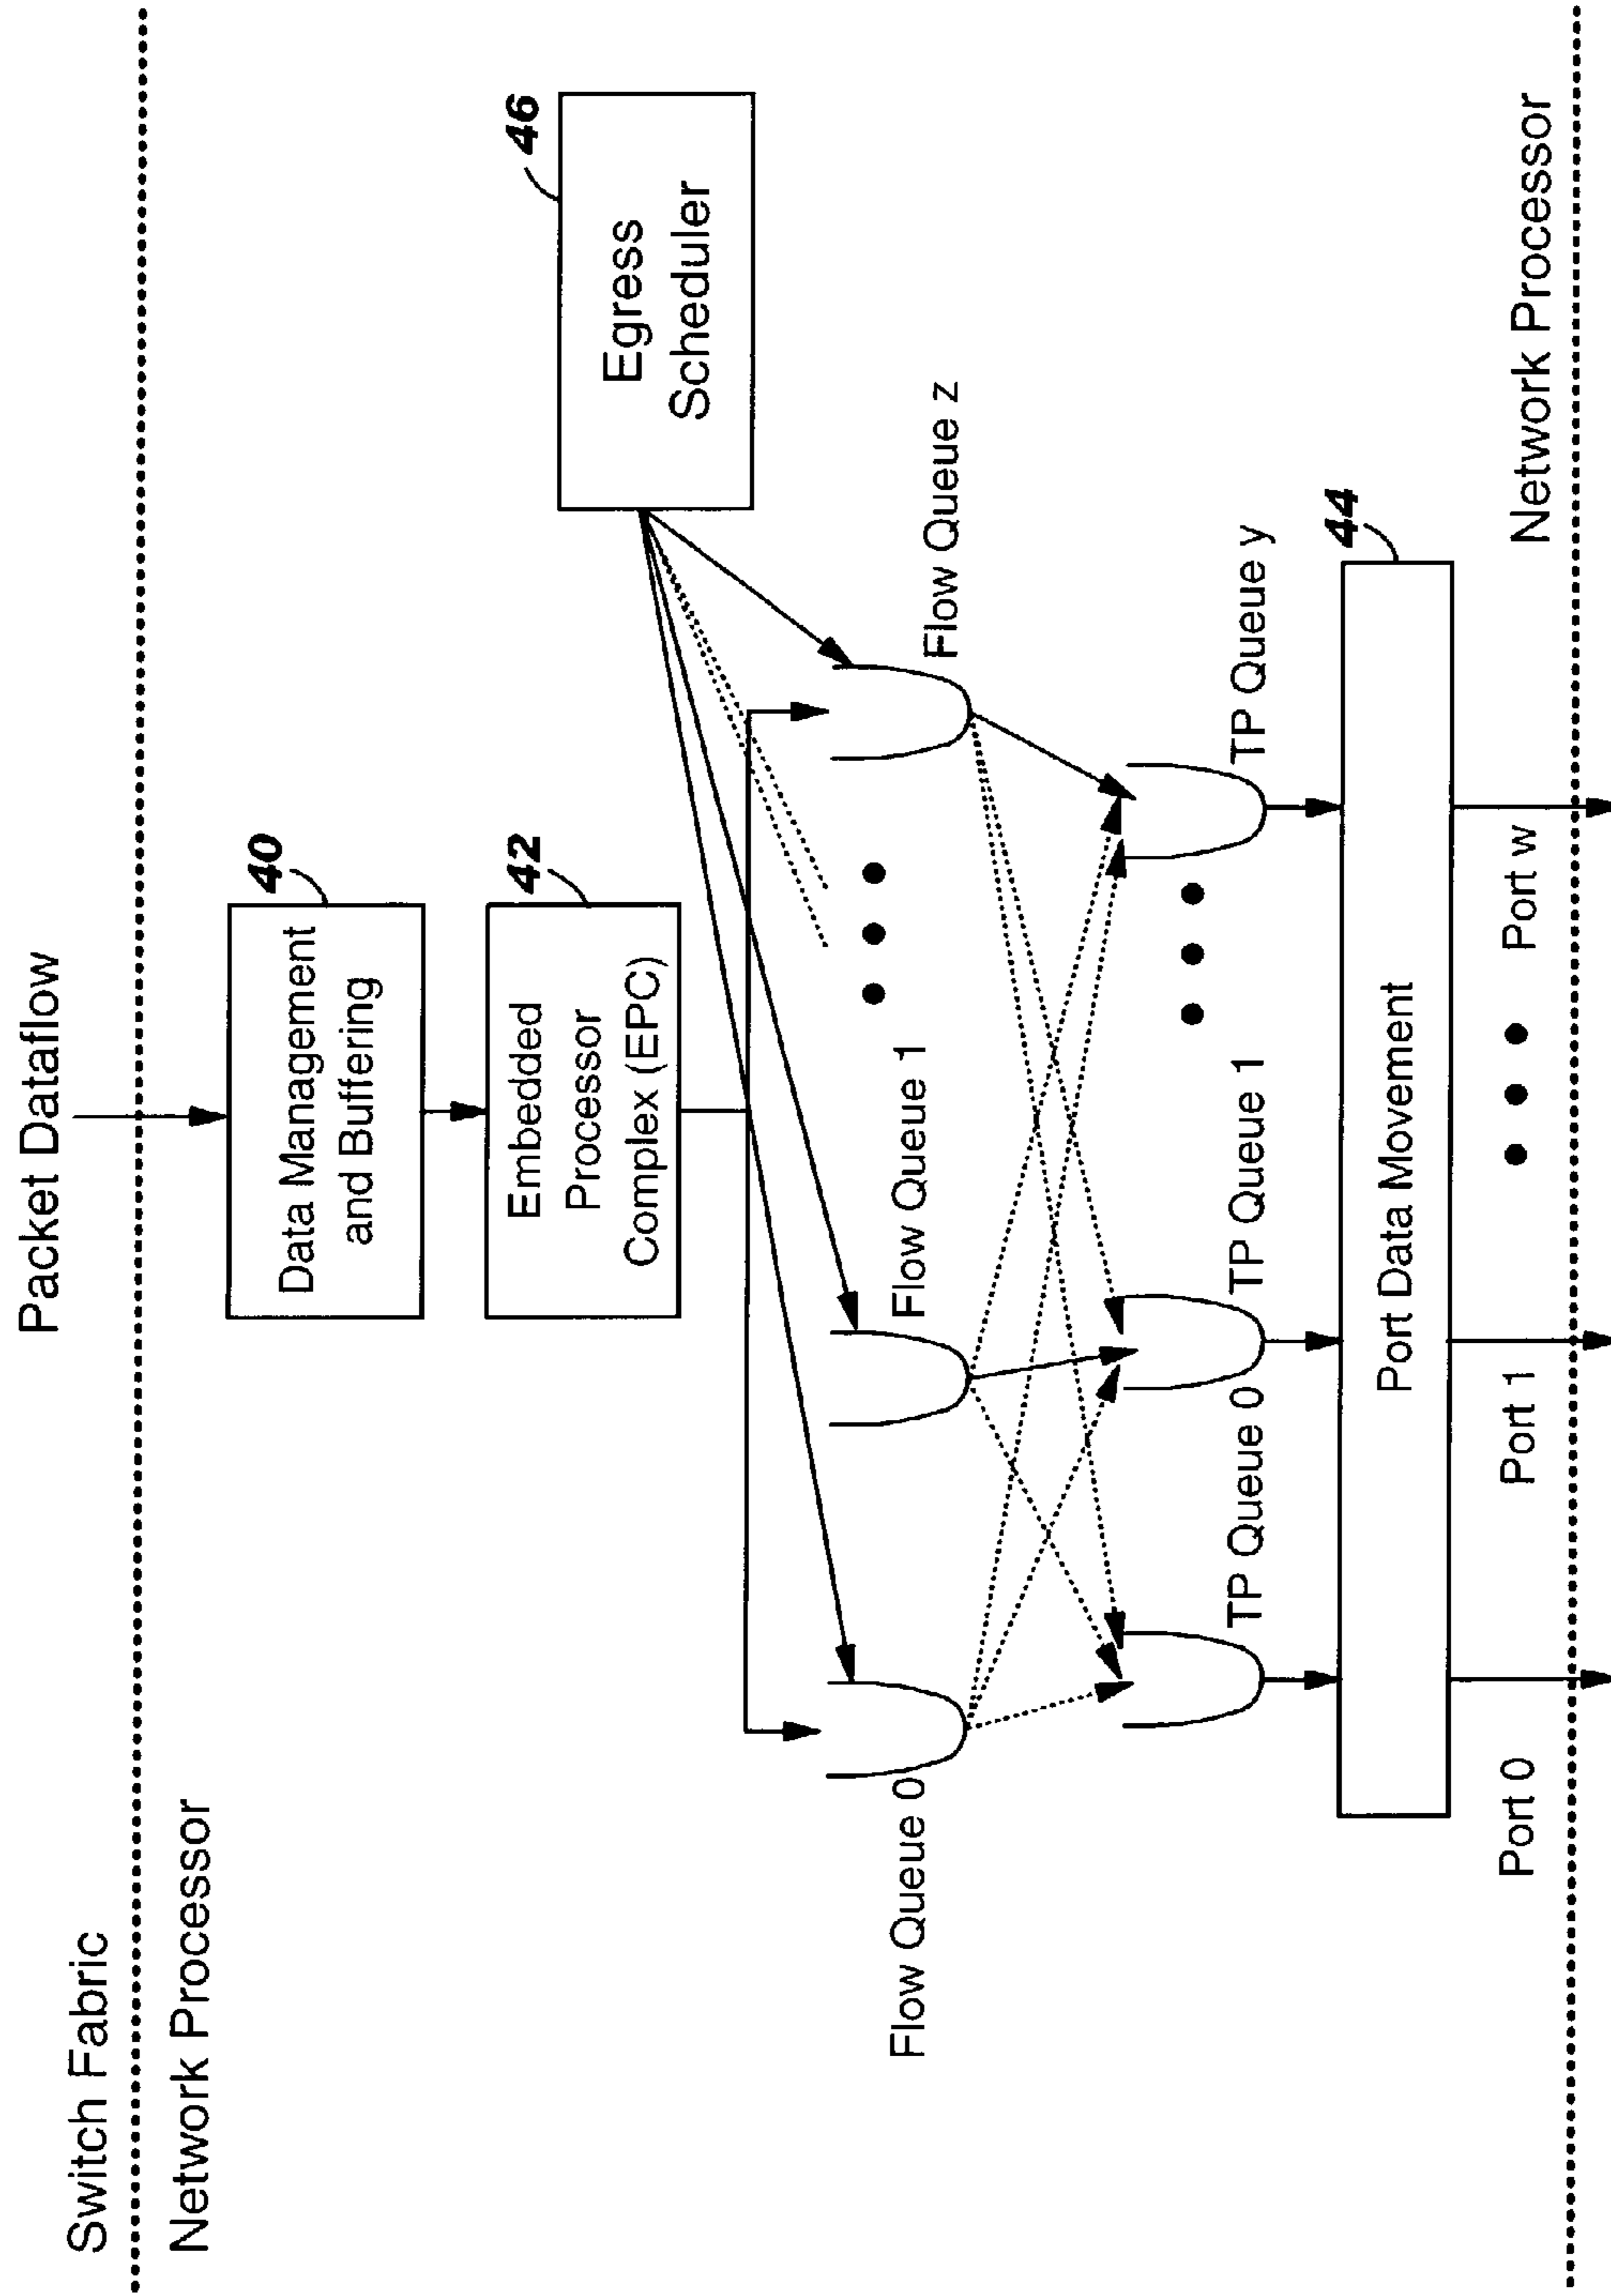 Packet Dataflow
Switch Fabric
Network Processor
40
Data Management
and Buffering
42
Embedded
Processor
Complex (EPC)
46
Egress
Scheduler
Flow Queue 0
Flow Queue 1
Flow Queue z
TP Queue 0
TP Queue 1
TP Queue y
44
Port Data Movement
Port 0
Port 1
Port w
Network Processor